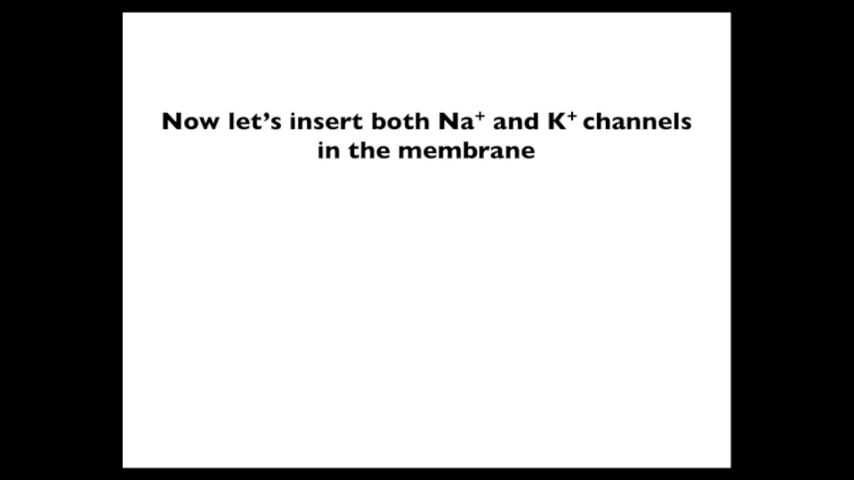 Now let's insert both Na⁺ and K⁺ channels
in the membrane